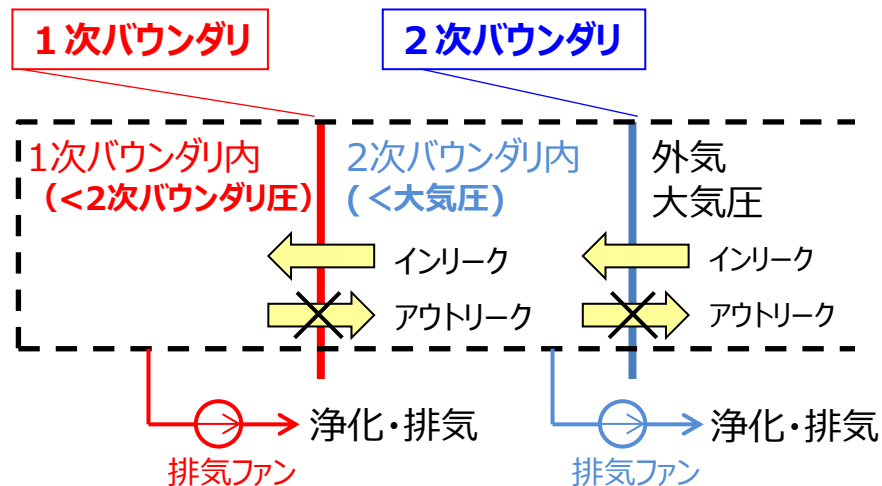 １次バウンダリ
２次バウンダリ
1次バウンダリ内
（<2次バウンダリ圧）
2次バウンダリ内
(＜大気圧)
外気
大気圧
インリーク
インリーク
アウトリーク
アウトリーク
浄化・排気
浄化・排気
排気ファン
排気ファン